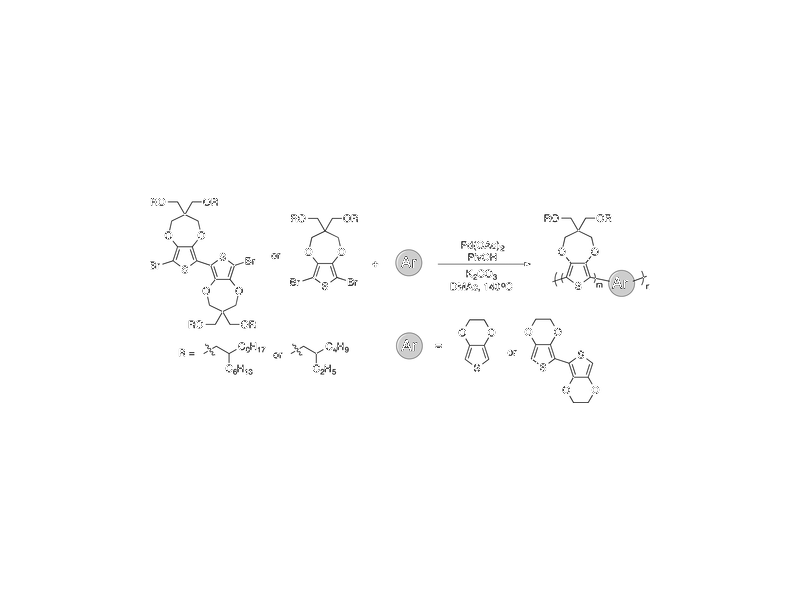 RO OR
O O
S
Br
S
Br
O O
RO OR
or
RO OR
O O
Br S Br
+
Ar
Pd(OAc)2
PivOH
K2CO3
DMAc, 140ºC
RO OR
O O
S
m
Ar
n
R =
C8H17
C6H13
or
C4H9
C2H5
Ar
=
O O
S
or
O O
S
S
O O